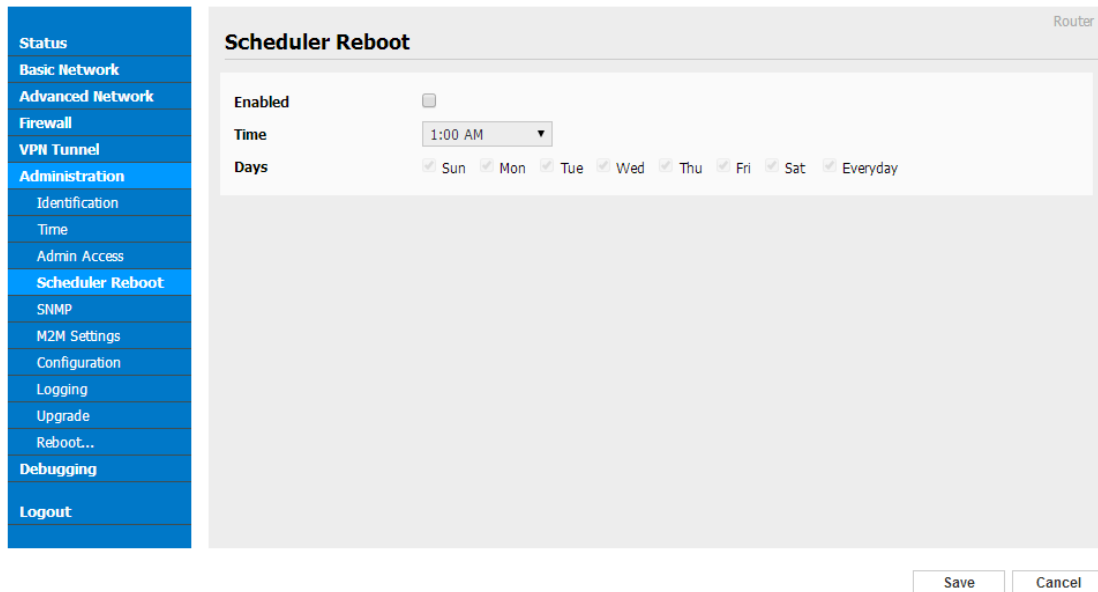 Router
Status
Basic Network
Advanced Network
Firewall
VPN Tunnel
Administration
Identification
Time
Admin Access
Scheduler Reboot
SNMP
M2M Settings
Configuration
Logging
Upgrade
Reboot...
Debugging
Logout
Scheduler Reboot
Enabled
Time 1:00 AM
Days Sun Mon Tue Wed Thu Fri Sat Everyday
Save Cancel